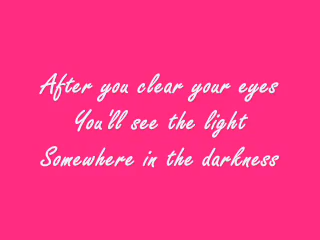 After you clear your eyes
You'll see the light
Somewhere in the darkness